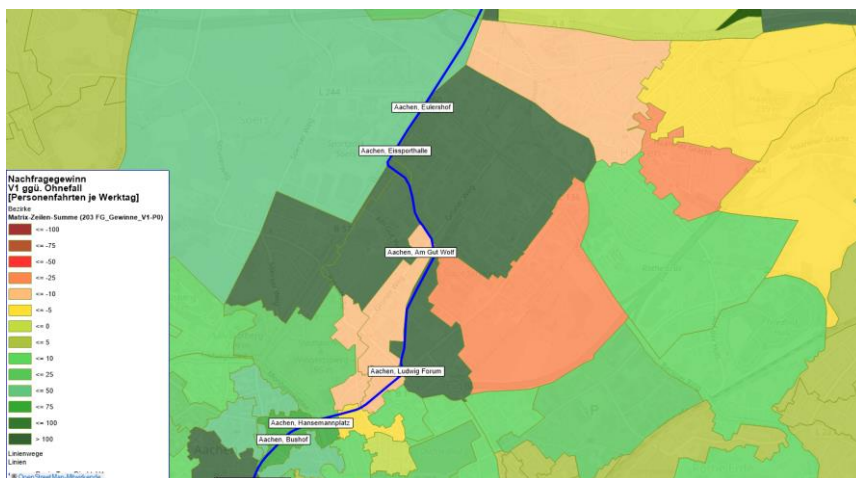 L 244
Aachen, Eulershof
Aachen, Eissporthalle
Aachen, Am Gut Wolf
Aachen, Ludwig Forum
Aachen, Hansemannplatz
Aachen, Bushof
Nachfragegewinn
V1 ggü. Ohnefall
[Personenfahrten je Werktag]
Bezirke
Matrix-Zeilen-Summe (203 FG_Gewinne_V1-P0)
<= -100
<= -75
<= -50
<= -25
<= -10
<= -5
<= 0
<= 5
<= 10
<= 25
<= 50
<= 75
<= 100
> 100
Linienwege
Linien
© OpenStreetMap-Mitwirkende